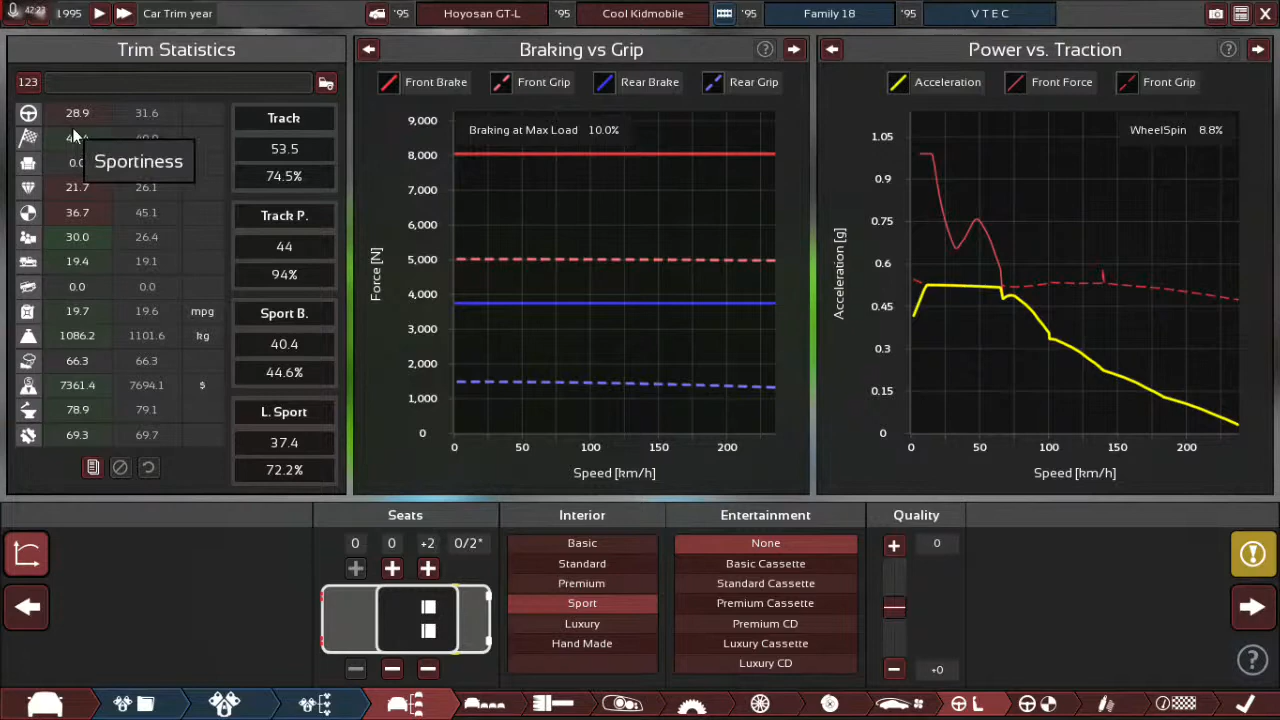 42:23 1995 Car Trim year '95 Hoyosan GT-L '95 Cool Kidmobile '95 Family 18 '95 V T E C
Trim Statistics
123
28.9 31.6
Sportiness
21.7 26.1
36.7 45.1
30.0 26.4
19.4 19.1
0.0 0.0
19.7 19.6 mpg
1086.2 1101.6 kg
66.3 66.3
7361.4 7694.1 $
78.9 79.1
69.3 69.7
Track
53.5
74.5%
Track P.
44
94%
Sport B.
40.4
44.6%
L. Sport
37.4
72.2%
Braking vs Grip ?
Front Brake Front Grip Rear Brake Rear Grip
Braking at Max Load 10.0%
9,000
8,000
7,000
6,000
5,000
4,000
3,000
2,000
1,000
0
Force [N]
0 50 100 150 200
Speed [km/h]
Power vs. Traction ?
Acceleration Front Force Front Grip
WheelSpin 8.8%
1.05
0.9
0.75
0.6
0.45
0.3
0.15
0
Acceleration [g]
0 50 100 150 200
Speed [km/h]
Seats
0 0 +2 0/2*
Interior
Basic
Standard
Premium
Sport
Luxury
Hand Made
Entertainment
None
Basic Cassette
Standard Cassette
Premium Cassette
Premium CD
Luxury Cassette
Luxury CD
Quality
0
+0
?